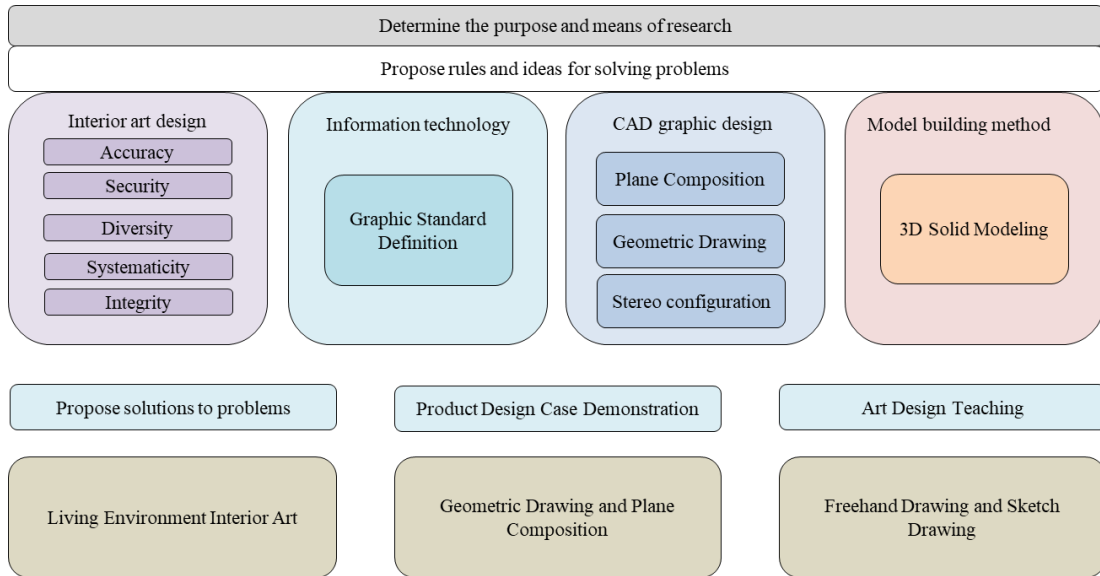 Determine the purpose and means of research
Propose rules and ideas for solving problems
Interior art design
Accuracy
Security
Diversity
Systematicity
Integrity
Information technology
Graphic Standard
Definition
CAD graphic design
Plane Composition
Geometric Drawing
Stereo configuration
Model building method
3D Solid Modeling
Propose solutions to problems
Product Design Case Demonstration
Art Design Teaching
Living Environment Interior Art
Geometric Drawing and Plane
Composition
Freehand Drawing and Sketch
Drawing